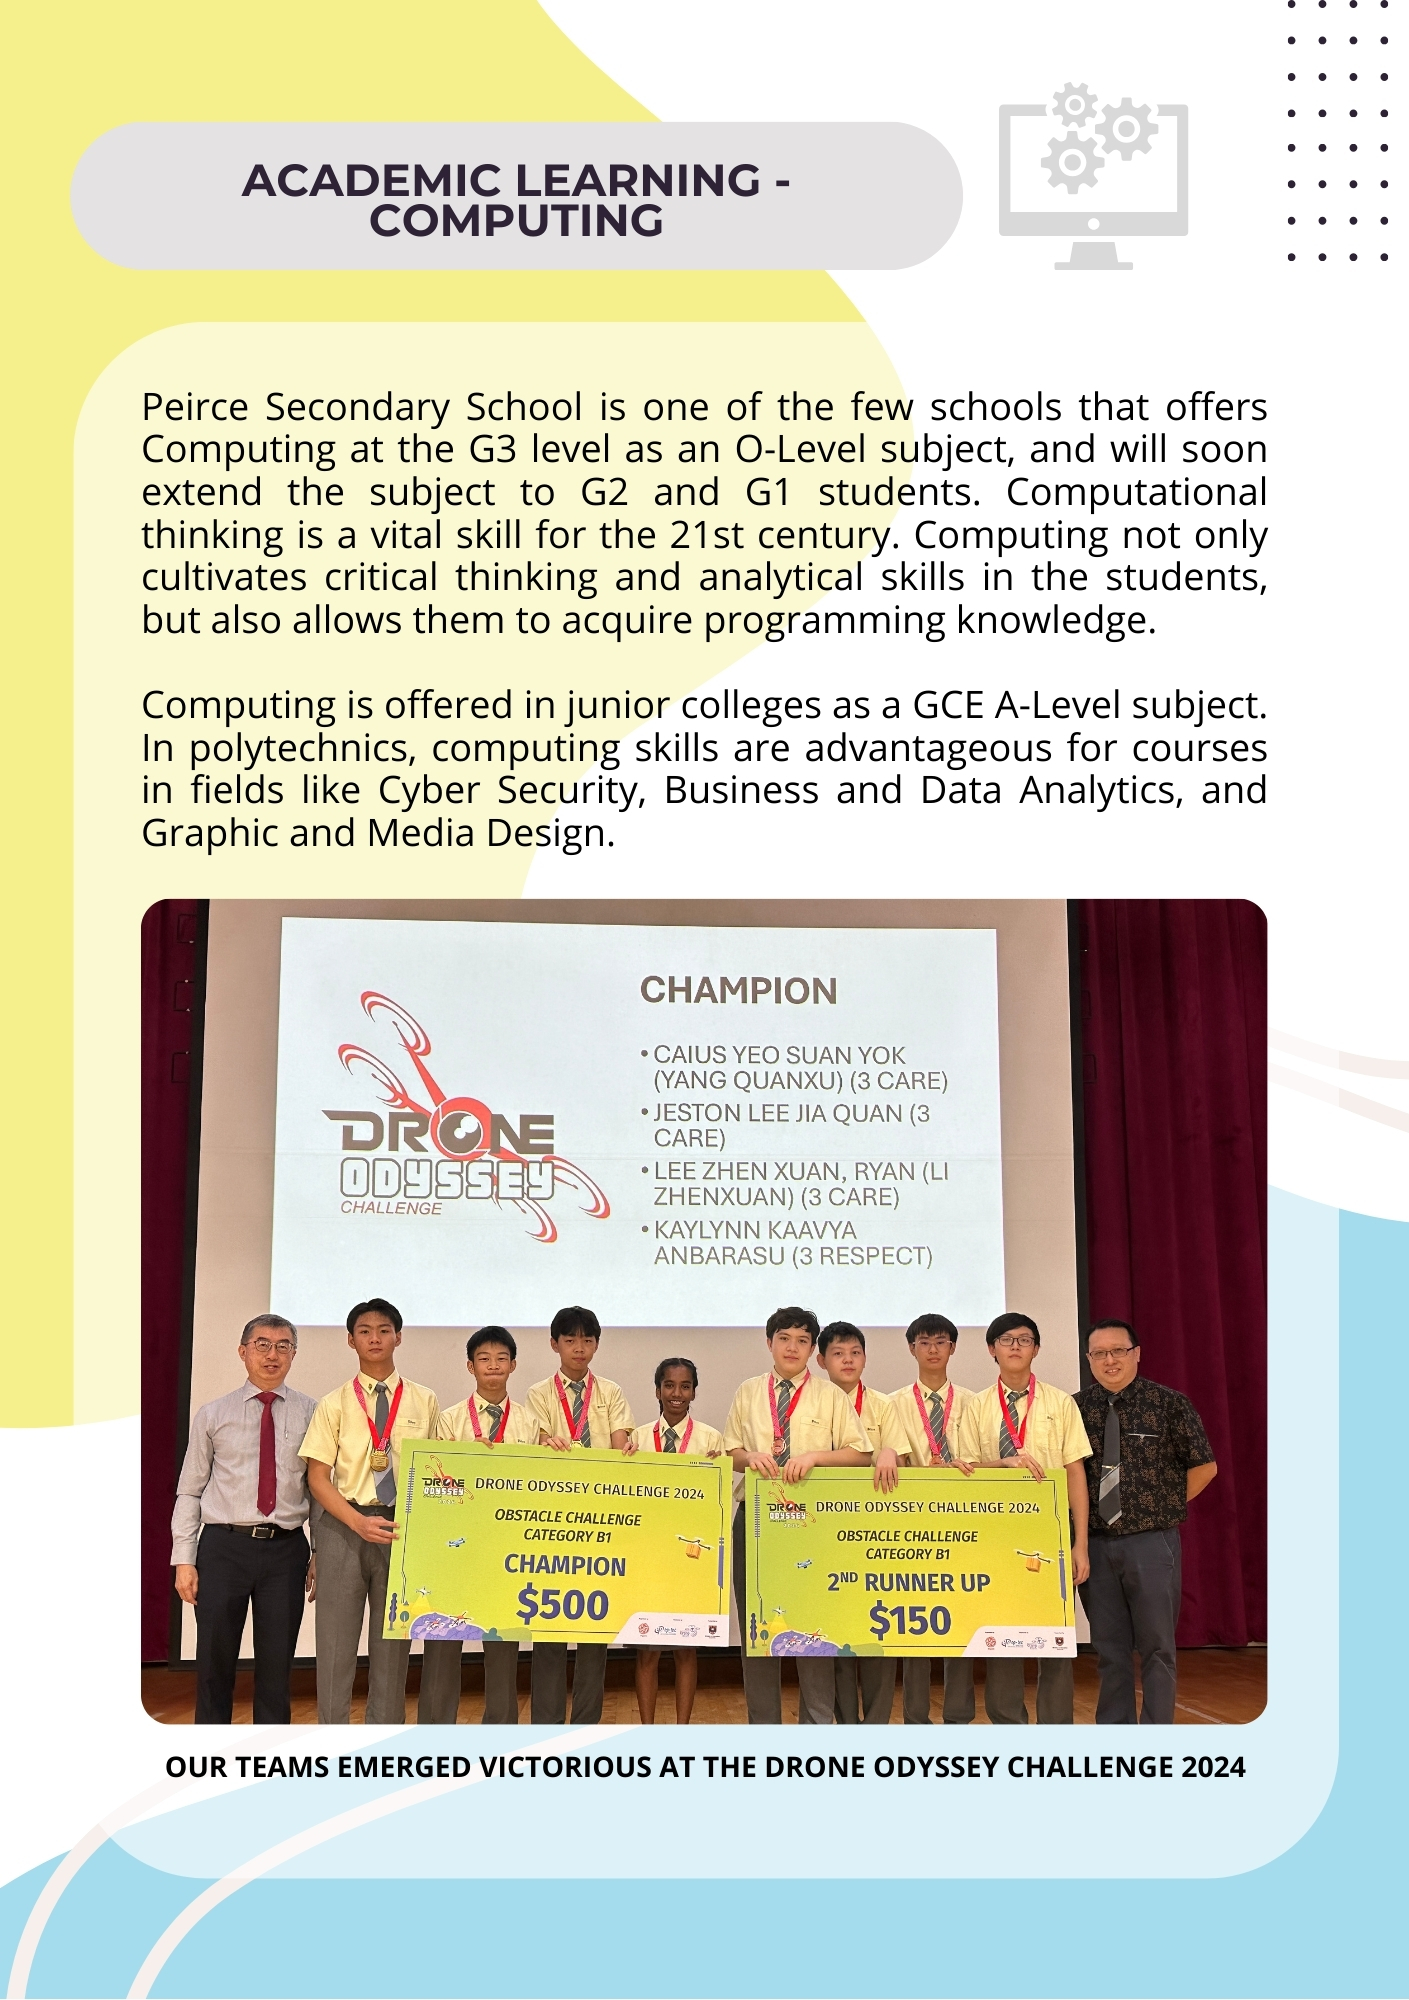 ACADEMIC LEARNING -
COMPUTING
Peirce Secondary School is one of the few schools that offers
Computing at the G3 level as an O-Level subject, and will soon
extend the subject to G2 and G1 students. Computational
thinking is a vital skill for the 21st century. Computing not only
cultivates critical thinking and analytical skills in the students,
but also allows them to acquire programming knowledge.
Computing is offered in junior colleges as a GCE A-Level subject.
In polytechnics, computing skills are advantageous for courses
in fields like Cyber Security, Business and Data Analytics, and
Graphic and Media Design.
DRONE
ODYSSEY
CHALLENGE
CHAMPION
• CAIUS YEO SUAN YOK
(YANG QUANXU) (3 CARE)
• JESTON LEE JIA QUAN (3
CARE)
• LEE ZHEN XUAN, RYAN (LI
ZHENXUAN) (3 CARE)
• KAYLYNN KAAVYA
ANBARASU (3 RESPECT)
DRONE
ODYSSEY
DRONE ODYSSEY CHALLENGE 2024
OBSTACLE CHALLENGE
CATEGORY B1
CHAMPION
$500
DRONE
ODYSSEY
DRONE ODYSSEY CHALLENGE 2024
OBSTACLE CHALLENGE
CATEGORY B1
2ND RUNNER UP
$150
OUR TEAMS EMERGED VICTORIOUS AT THE DRONE ODYSSEY CHALLENGE 2024